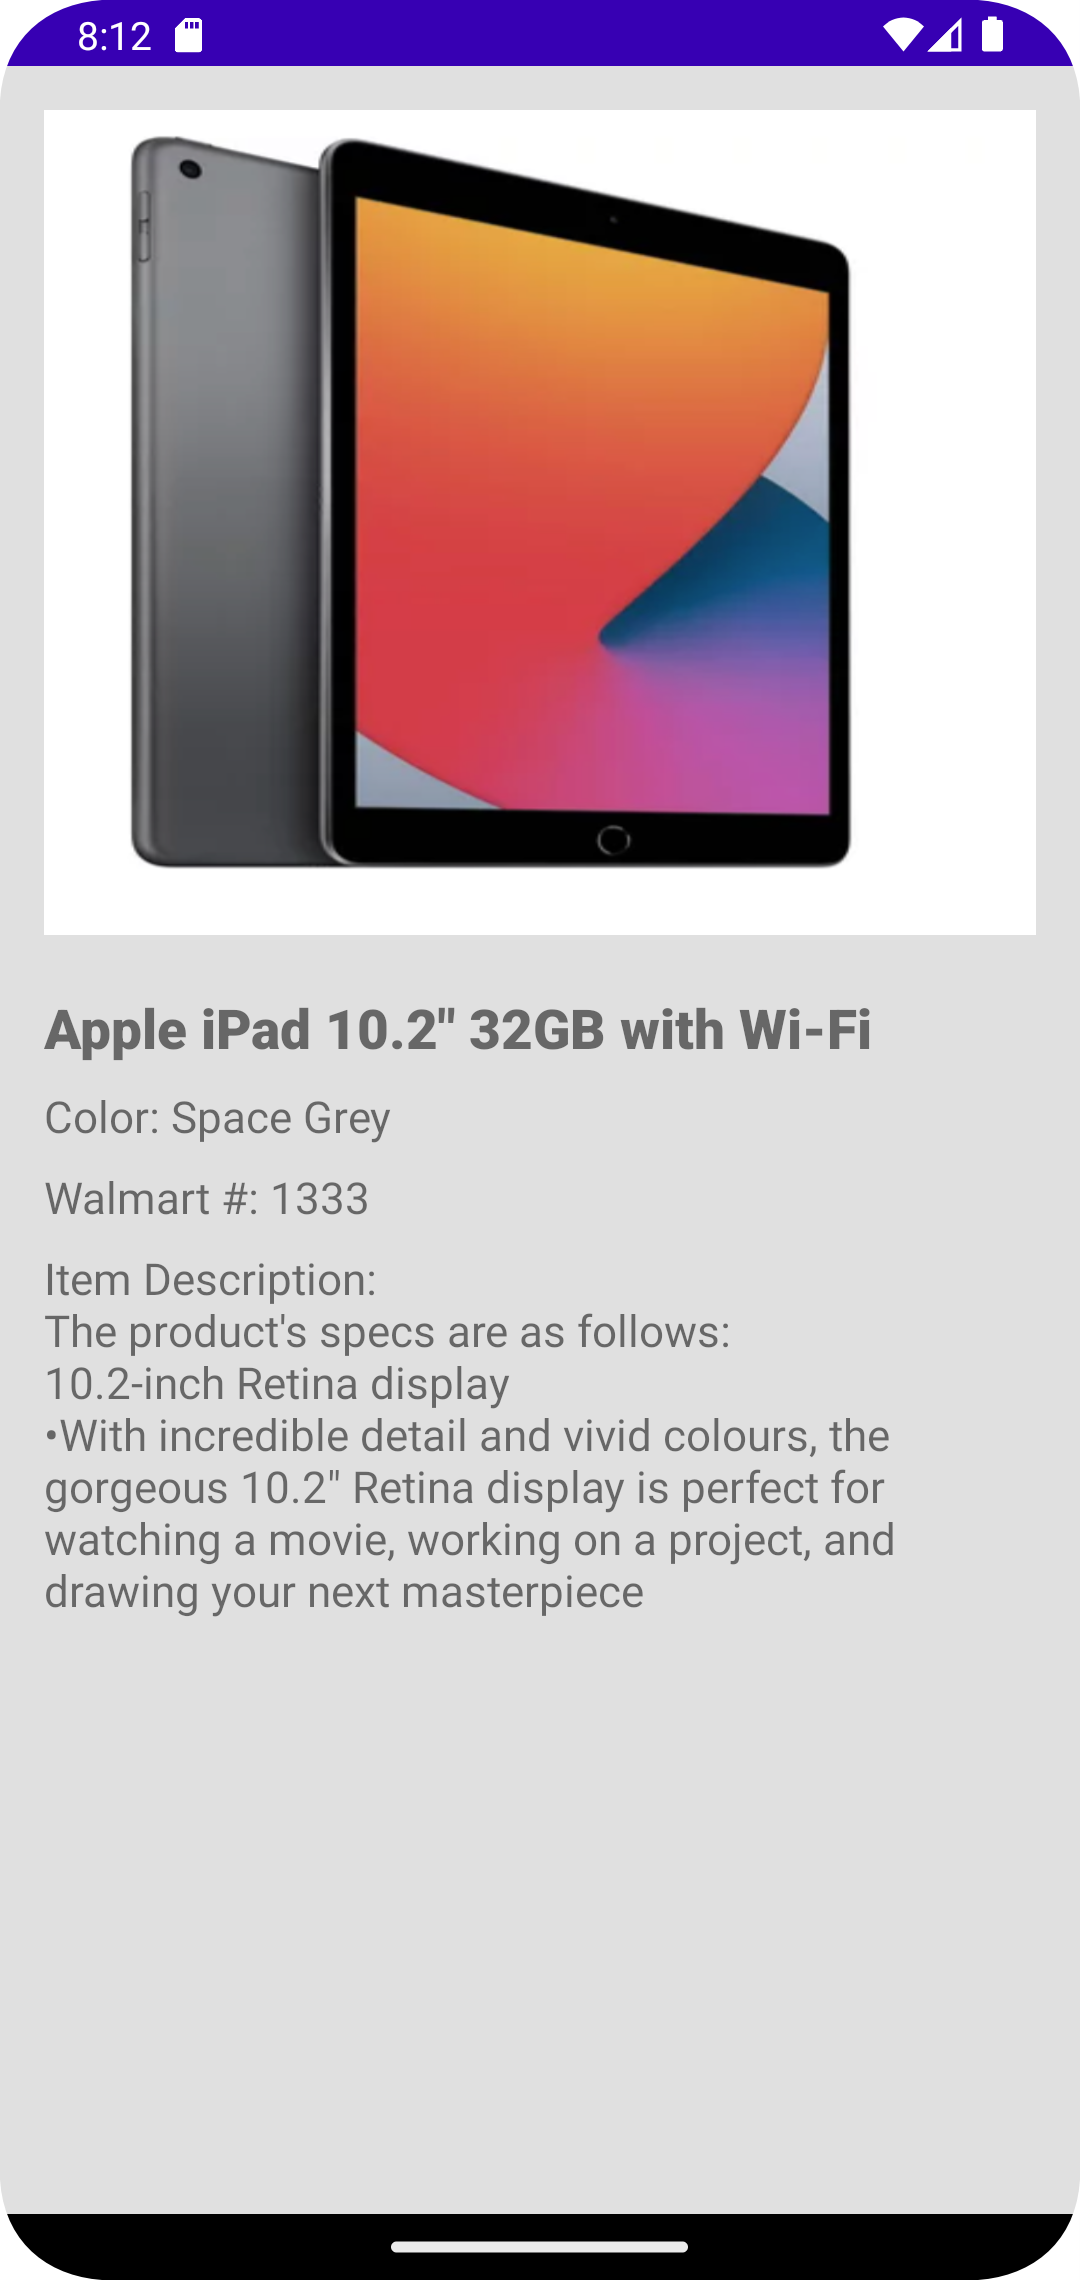 8:12
Apple iPad 10.2" 32GB with Wi-Fi
Color: Space Grey
Walmart #: 1333
Item Description:
The product's specs are as follows:
10.2-inch Retina display
•With incredible detail and vivid colours, the
gorgeous 10.2" Retina display is perfect for
watching a movie, working on a project, and
drawing your next masterpiece